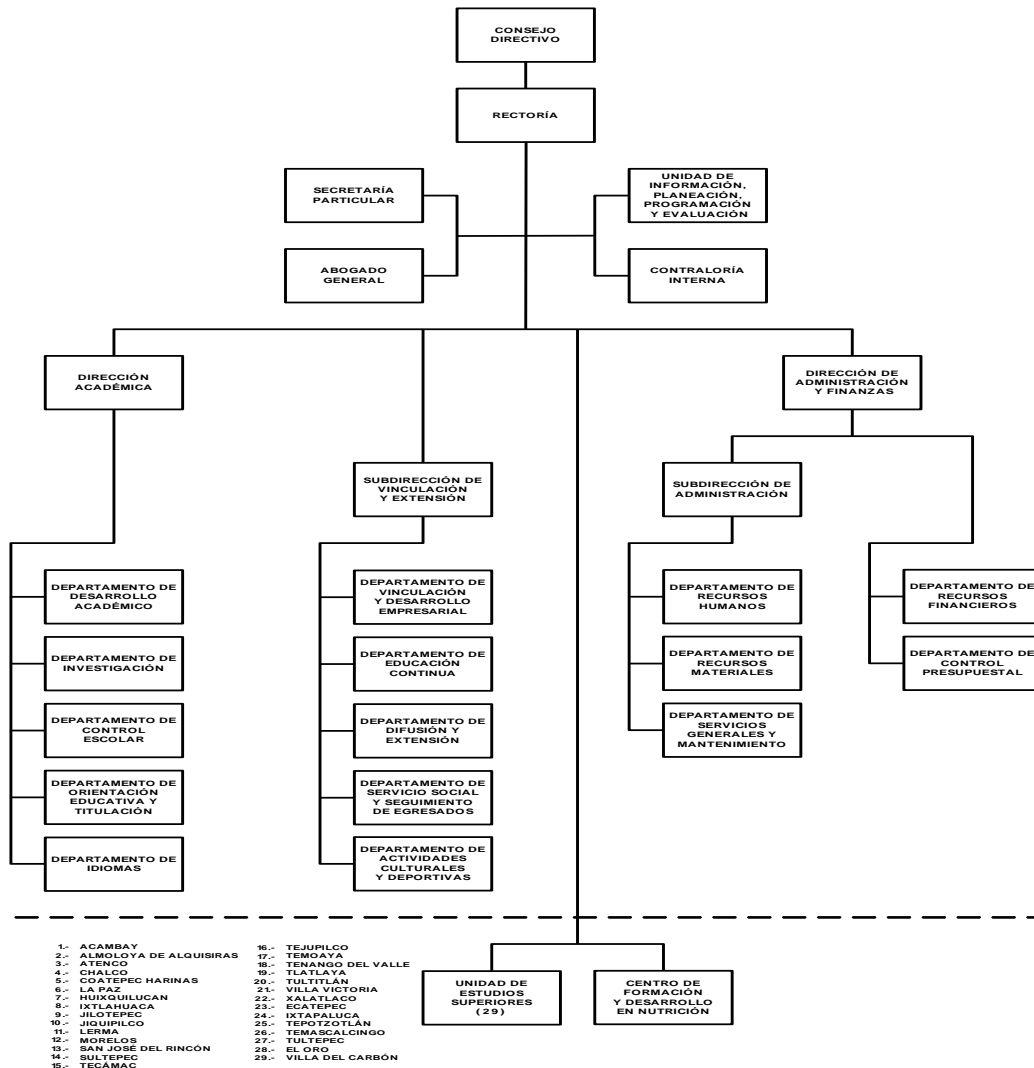 CONSEJO
DIRECTIVO
RECTORÍA
SECRETARÍA
PARTICULAR
UNIDAD DE
INFORMACIÓN,
PLANEACIÓN,
PROGRAMACIÓN
Y EVALUACIÓN
ABOGADO
GENERAL
CONTRALORÍA
INTERNA
DIRECCIÓN
ACADÉMICA
DIRECCIÓN DE
ADMINISTRACIÓN
Y FINANZAS
SUBDIRECCIÓN DE
VINCULACIÓN
Y EXTENSIÓN
SUBDIRECCIÓN DE
ADMINISTRACIÓN
DEPARTAMENTO DE
DESARROLLO
ACADÉMICO
DEPARTAMENTO DE
VINCULACIÓN
Y DESARROLLO
EMPRESARIAL
DEPARTAMENTO DE
RECURSOS
HUMANOS
DEPARTAMENTO DE
RECURSOS
FINANCIEROS
DEPARTAMENTO DE
INVESTIGACIÓN
DEPARTAMENTO DE
EDUCACIÓN
CONTINUA
DEPARTAMENTO DE
RECURSOS
MATERIALES
DEPARTAMENTO DE
CONTROL
PRESUPUESTAL
DEPARTAMENTO DE
CONTROL
ESCOLAR
DEPARTAMENTO DE
DIFUSIÓN Y
EXTENSIÓN
DEPARTAMENTO DE
SERVICIOS
GENERALES Y
MANTENIMIENTO
DEPARTAMENTO DE
ORIENTACIÓN
EDUCATIVA Y
TITULACIÓN
DEPARTAMENTO DE
SERVICIO SOCIAL
Y SEGUIMIENTO
DE EGRESADOS
DEPARTAMENTO DE
IDIOMAS
DEPARTAMENTO DE
ACTIVIDADES
CULTURALES
Y DEPORTIVAS
1.- ACAMBAY
2.- ALMOLOYA DE ALQUISIRAS
3.- ATENCO
4.- CHALCO
5.- COATEPEC HARINAS
6.- LA PAZ
7.- HUIXQUILUCAN
8.- IXTLAHUACA
9.- JILOTEPEC
10.- JIQUIPILCO
11.- LERMA
12.- MORELOS
13.- SAN JOSÉ DEL RINCÓN
14.- SULTEPEC
15.- TECÁMAC
16.- TEJUPILCO
17.- TEMOAYA
18.- TENANGO DEL VALLE
19.- TLATLAYA
20.- TULTITLÁN
21.- VILLA VICTORIA
22.- XALATLACO
23.- ECATEPEC
24.- IXTAPALUCA
25.- TEPOTZOTLÁN
26.- TEMASCALCINGO
27.- TULTEPEC
28.- EL ORO
29.- VILLA DEL CARBÓN
UNIDAD DE
ESTUDIOS
SUPERIORES
(29)
CENTRO DE
FORMACIÓN
Y DESARROLLO
EN NUTRICIÓN